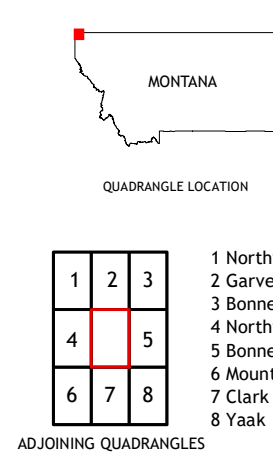 MONTANA
QUADRANGLE LOCATION
1 2 3
4 5
6 7 8
1 North
2 Garve
3 Bonne
4 North
5 Bonne
6 Mount
7 Clark
8 Yaak
ADJOINING QUADRANGLES